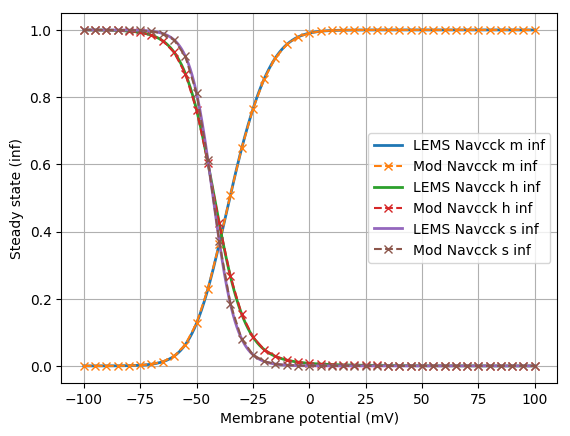 1.0
0.8
0.6
0.4
0.2
0.0
Steady state (inf)
LEMS Navcck m inf
Mod Navcck m inf
LEMS Navcck h inf
Mod Navcck h inf
LEMS Navcck s inf
Mod Navcck s inf
−100 −75 −50 −25 0 25 50 75 100
Membrane potential (mV)